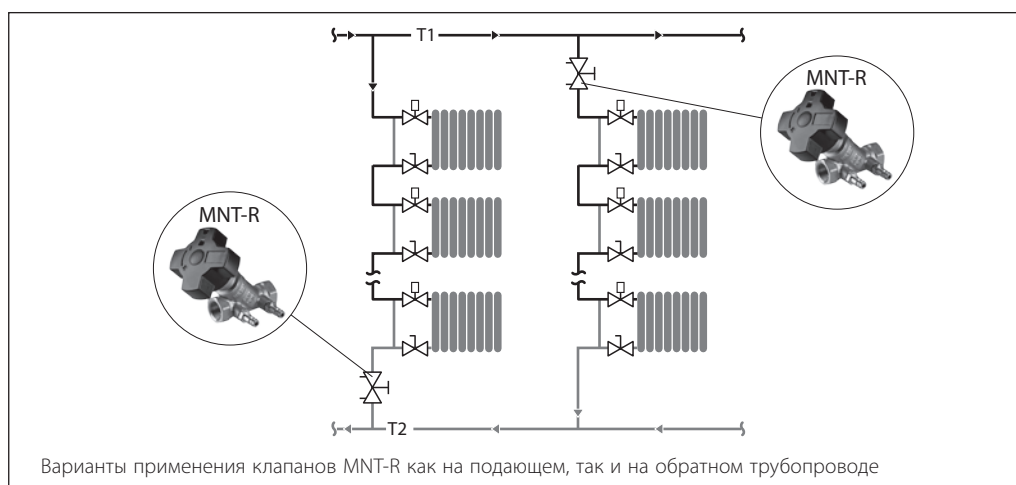 T1
MNT-R
MNT-R
T2
Варианты применения клапанов MNT-R как на подающем, так и на обратном трубопроводе